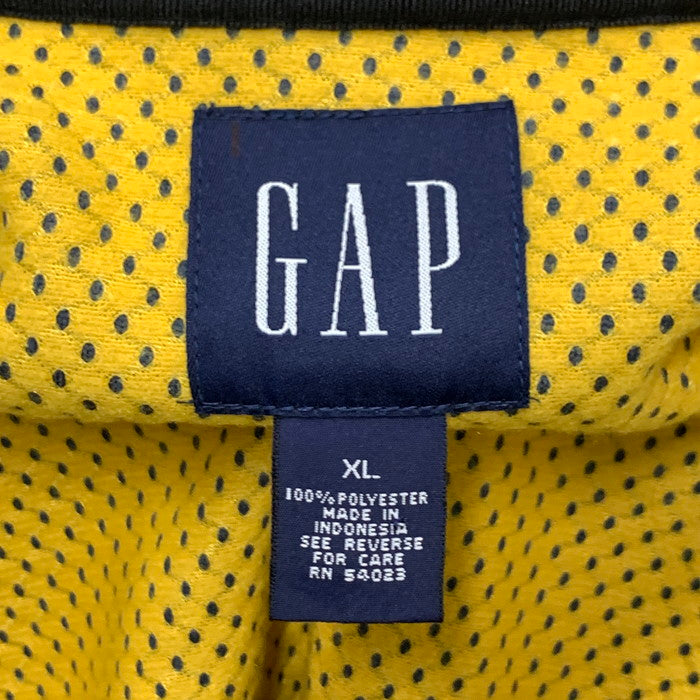 GAP
XL
100% POLYESTER
MADE IN
INDONESIA
SEE REVERSE
FOR CARE
RN 54023